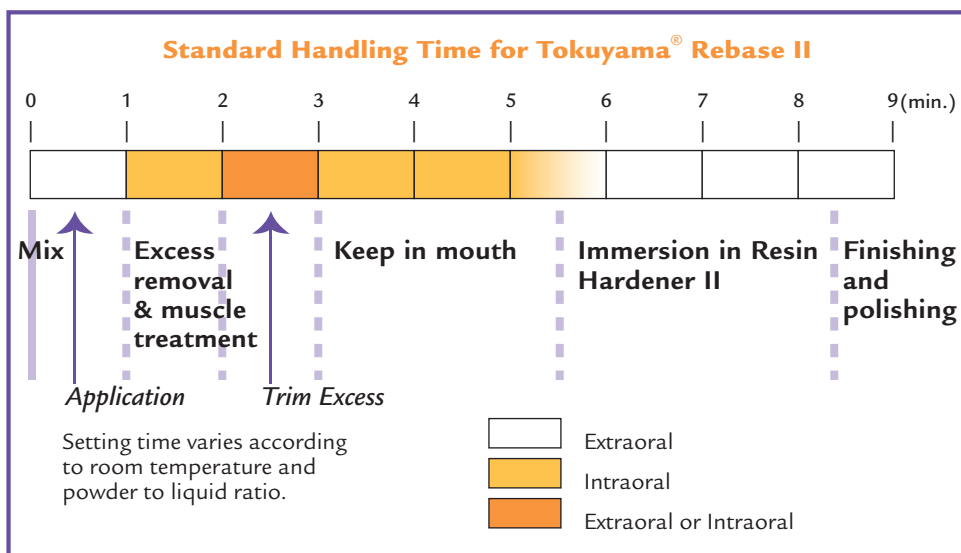 Standard Handling Time for Tokuyama® Rebase II
0 1 2 3 4 5 6 7 8 9 (min.)
Mix
Excess
removal
& muscle
treatment
Keep in mouth
Immersion in Resin
Hardener II
Finishing
and
polishing
Application
Trim Excess
Setting time varies according
to room temperature and
powder to liquid ratio.
Extraoral
Intraoral
Extraoral or Intraoral